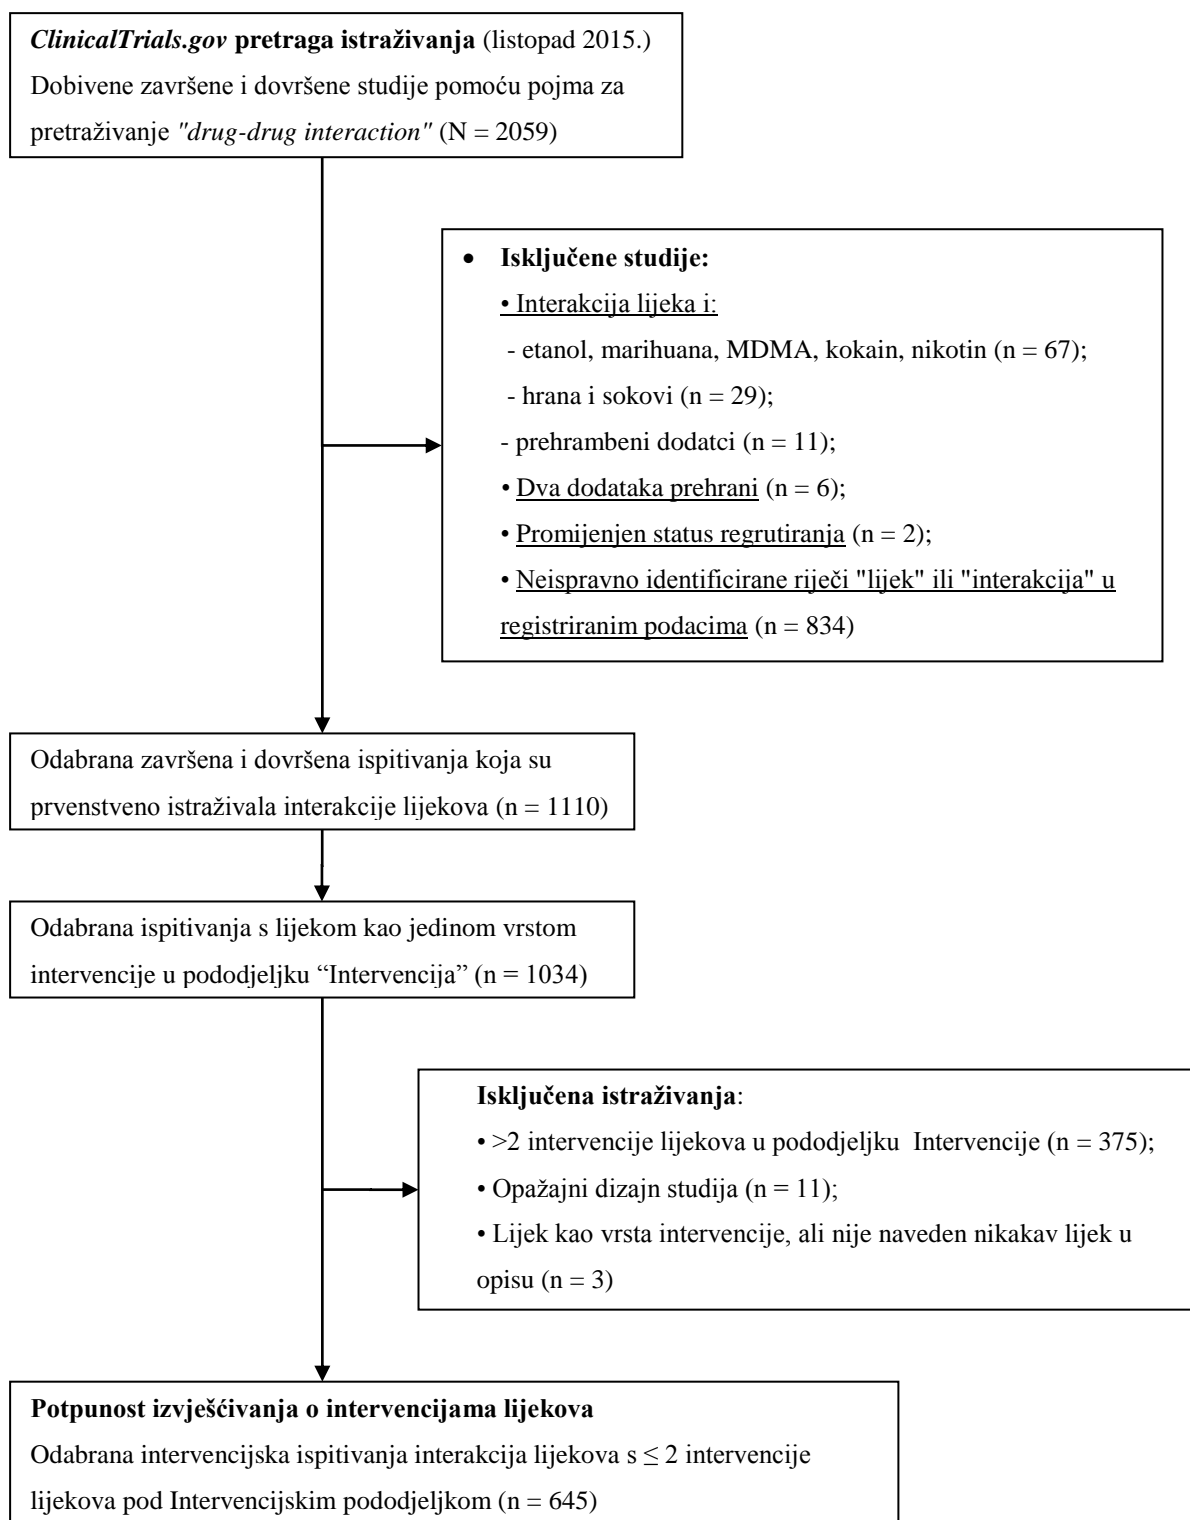 ClinicalTrials.gov pretraga istraživanja (listopad 2015.)
Dobivene završene i dovršene studije pomoću pojma za
pretraživanje "drug-drug interaction" (N = 2059)
• Isključene studije:
• Interakcija lijeka i:
- etanol, marihuana, MDMA, kokain, nikotin (n = 67);
- hrana i sokovi (n = 29);
- prehrambeni dodatci (n = 11);
• Dva dodataka prehrani (n = 6);
• Promijenjen status regrutiranja (n = 2);
• Neispravno identificirane riječi "lijek" ili "interakcija" u
registriranim podacima (n = 834)
Odabrana završena i dovršena ispitivanja koja su
prvenstveno istraživala interakcije lijekova (n = 1110)
Odabrana ispitivanja s lijekom kao jedinom vrstom
intervencije u pododjeljku “Intervencija” (n = 1034)
Isključena istraživanja:
• >2 intervencije lijekova u pododjeljku Intervencije (n = 375);
• Opažajni dizajn studija (n = 11);
• Lijek kao vrsta intervencije, ali nije naveden nikakav lijek u
opisu (n = 3)
Potpunost izvješćivanja o intervencijama lijekova
Odabrana intervencijska ispitivanja interakcija lijekova s ≤ 2 intervencije
lijekova pod Intervencijskim pododjeljkom (n = 645)